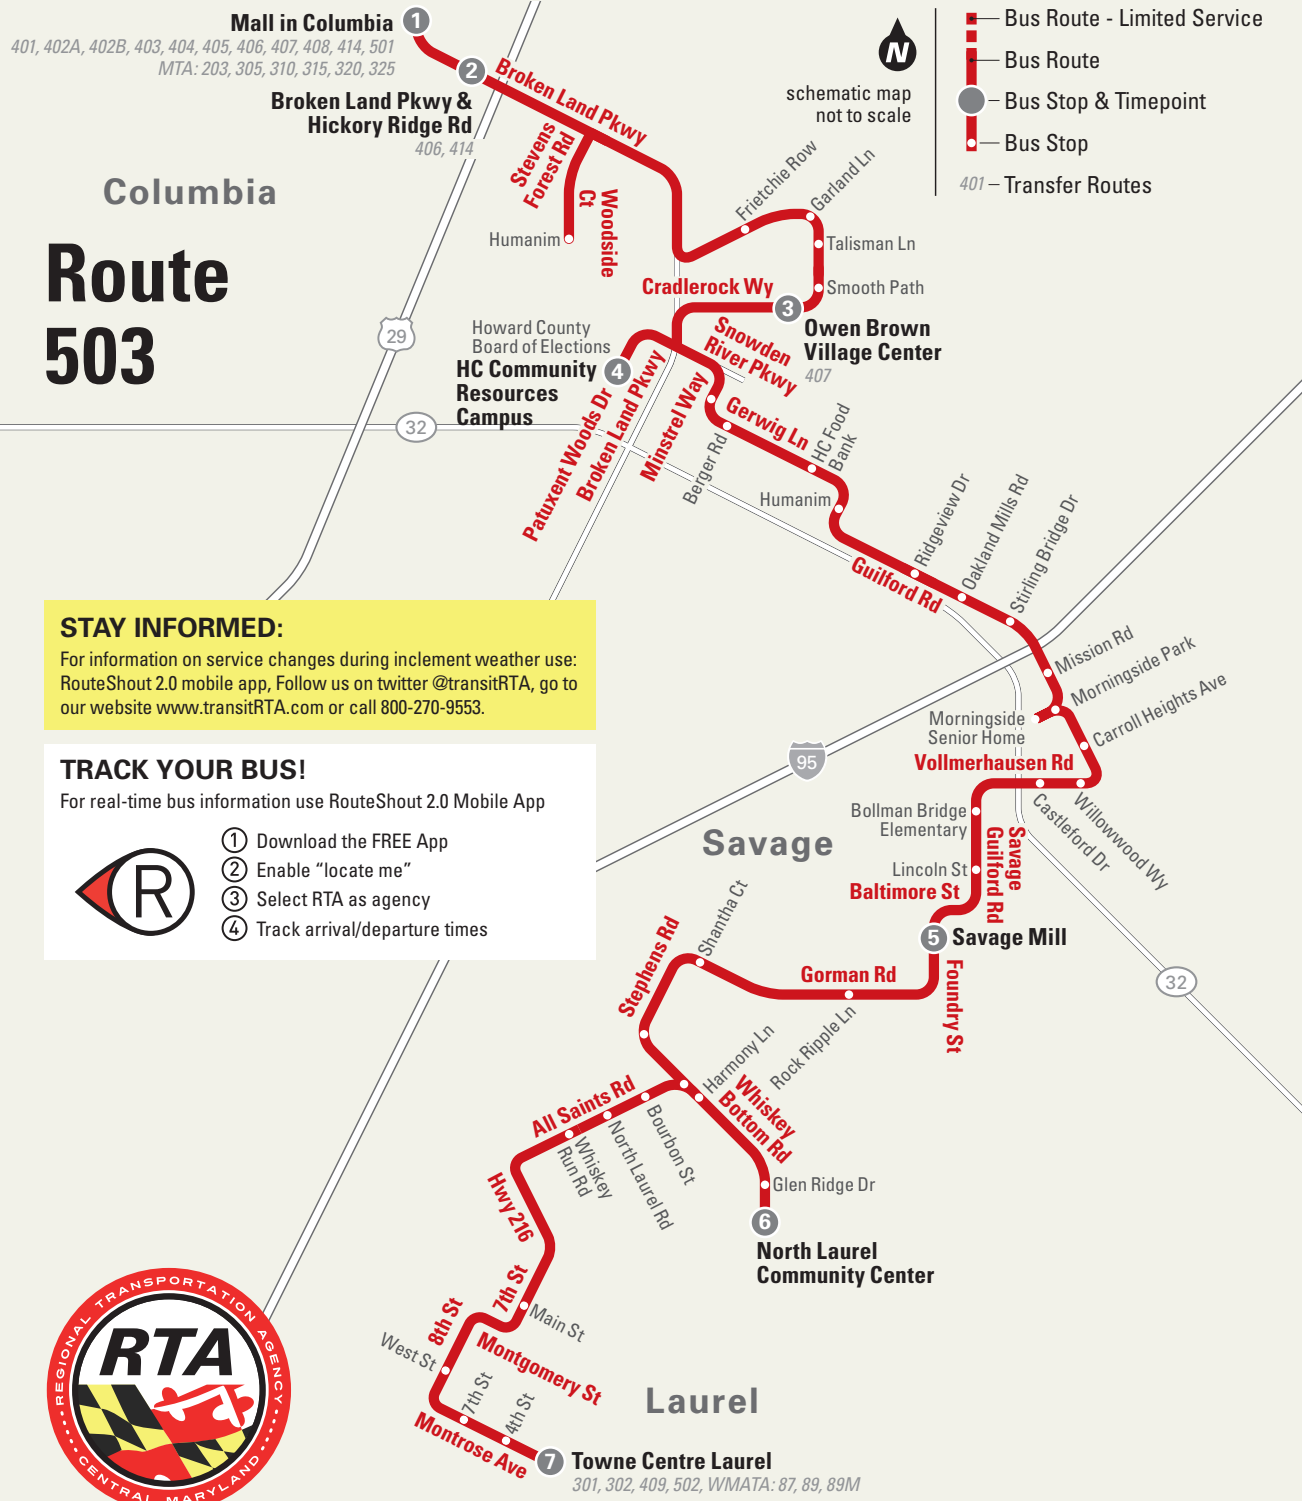 Mall in Columbia
1
401, 402A, 402B, 403, 404, 405, 406, 407, 408, 414, 501
MTA: 203, 305, 310, 315, 320, 325
2
Broken Land Pkwy &
Hickory Ridge Rd
406, 414
Broken Land Pkwy
N
schematic map
not to scale
Bus Route - Limited Service
Bus Route
Bus Stop & Timepoint
Bus Stop
401 – Transfer Routes
Columbia
Route
503
Stevens
Forest Rd
Woodside
Ct
Humanim
Frietchie Row
Garland Ln
Talisman Ln
Smooth Path
Cradlerock Wy
3
Owen Brown
Village Center
407
29
Howard County
Board of Elections
HC Community
Resources
Campus
4
Snowden
River Pkwy
32
Patuxent Woods Dr
Broken Land Pkwy
Minstrel Way
Gerwig Ln
Berger Rd
HC Food
Bank
Humanim
Ridgeview Dr
Oakland Mills Rd
Stirling Bridge Dr
Guilford Rd
Mission Rd
Morningside Park
Carroll Heights Ave
Morningside
Senior Home
Vollmerhausen Rd
95
STAY INFORMED:
For information on service changes during inclement weather use:
RouteShout 2.0 mobile app, Follow us on twitter @transitRTA, go to
our website www.transitRTA.com or call 800-270-9553.
TRACK YOUR BUS!
For real-time bus information use RouteShout 2.0 Mobile App
R
1 Download the FREE App
2 Enable “locate me”
3 Select RTA as agency
4 Track arrival/departure times
Bollman Bridge
Elementary
Castleford Dr
Willowwood Wy
Savage
Savage
Guilford Rd
Lincoln St
Baltimore St
5
Savage Mill
32
Shantha Ct
Stephens Rd
Gorman Rd
Foundry St
Rock Ripple Ln
Harmony Ln
Whiskey
Bottom Rd
All Saints Rd
Bourbon St
North Laurel Rd
Whiskey
Run Rd
Glen Ridge Dr
6
North Laurel
Community Center
Hwy 216
7th St
Main St
8th St
Montgomery St
West St
7th St
4th St
Laurel
Montrose Ave
7
Towne Centre Laurel
301, 302, 409, 502, WMATA: 87, 89, 89M
REGIONAL TRANSPORTATION AGENCY
RTA
CENTRAL MARYLAND